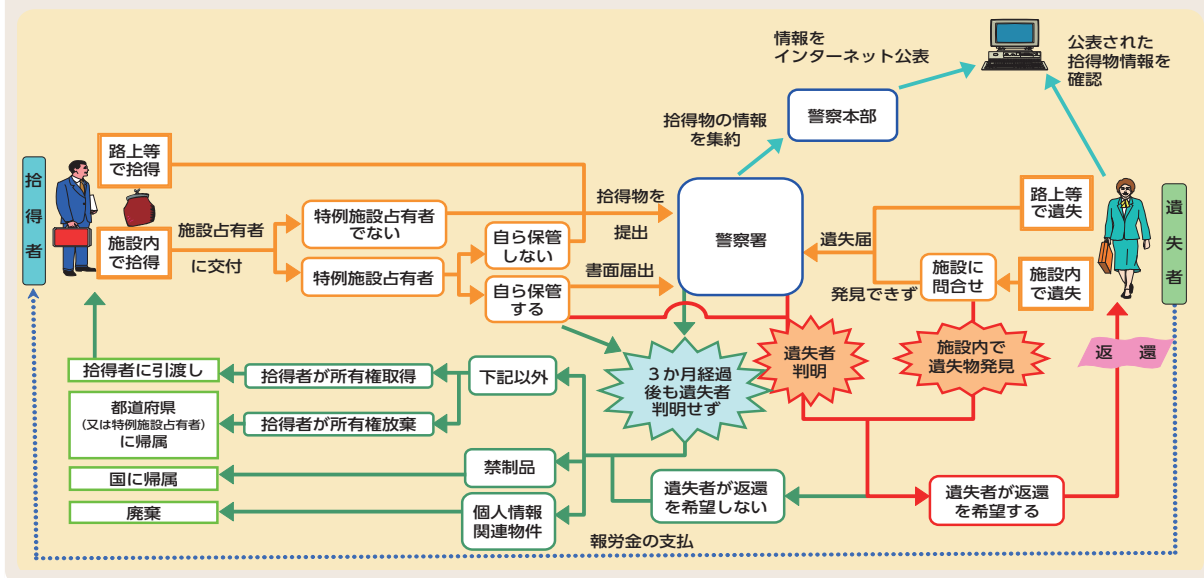 情報を
インターネット公表
公表された
拾得物情報を
確認
警察本部
拾得物の情報
を集約
拾得者
路上等
で拾得
施設内
で拾得
施設占有者
に交付
特例施設占有者
でない
特例施設占有者
自ら保管
しない
自ら保管
する
拾得物を
提出
書面届出
警察署
遺失届
発見できず
施設に
問合せ
路上等
で遺失
施設内
で遺失
遺失者
返還
遺失者
判明
施設内で
遺失物発見
3か月経過
後も遺失者
判明せず
下記以外
拾得者が所有権取得
拾得者に引渡し
拾得者が所有権放棄
都道府県
(又は特例施設占有者)
に帰属
禁制品
国に帰属
個人情報
関連物件
廃棄
遺失者が返還
を希望しない
遺失者が返還
を希望する
報労金の支払